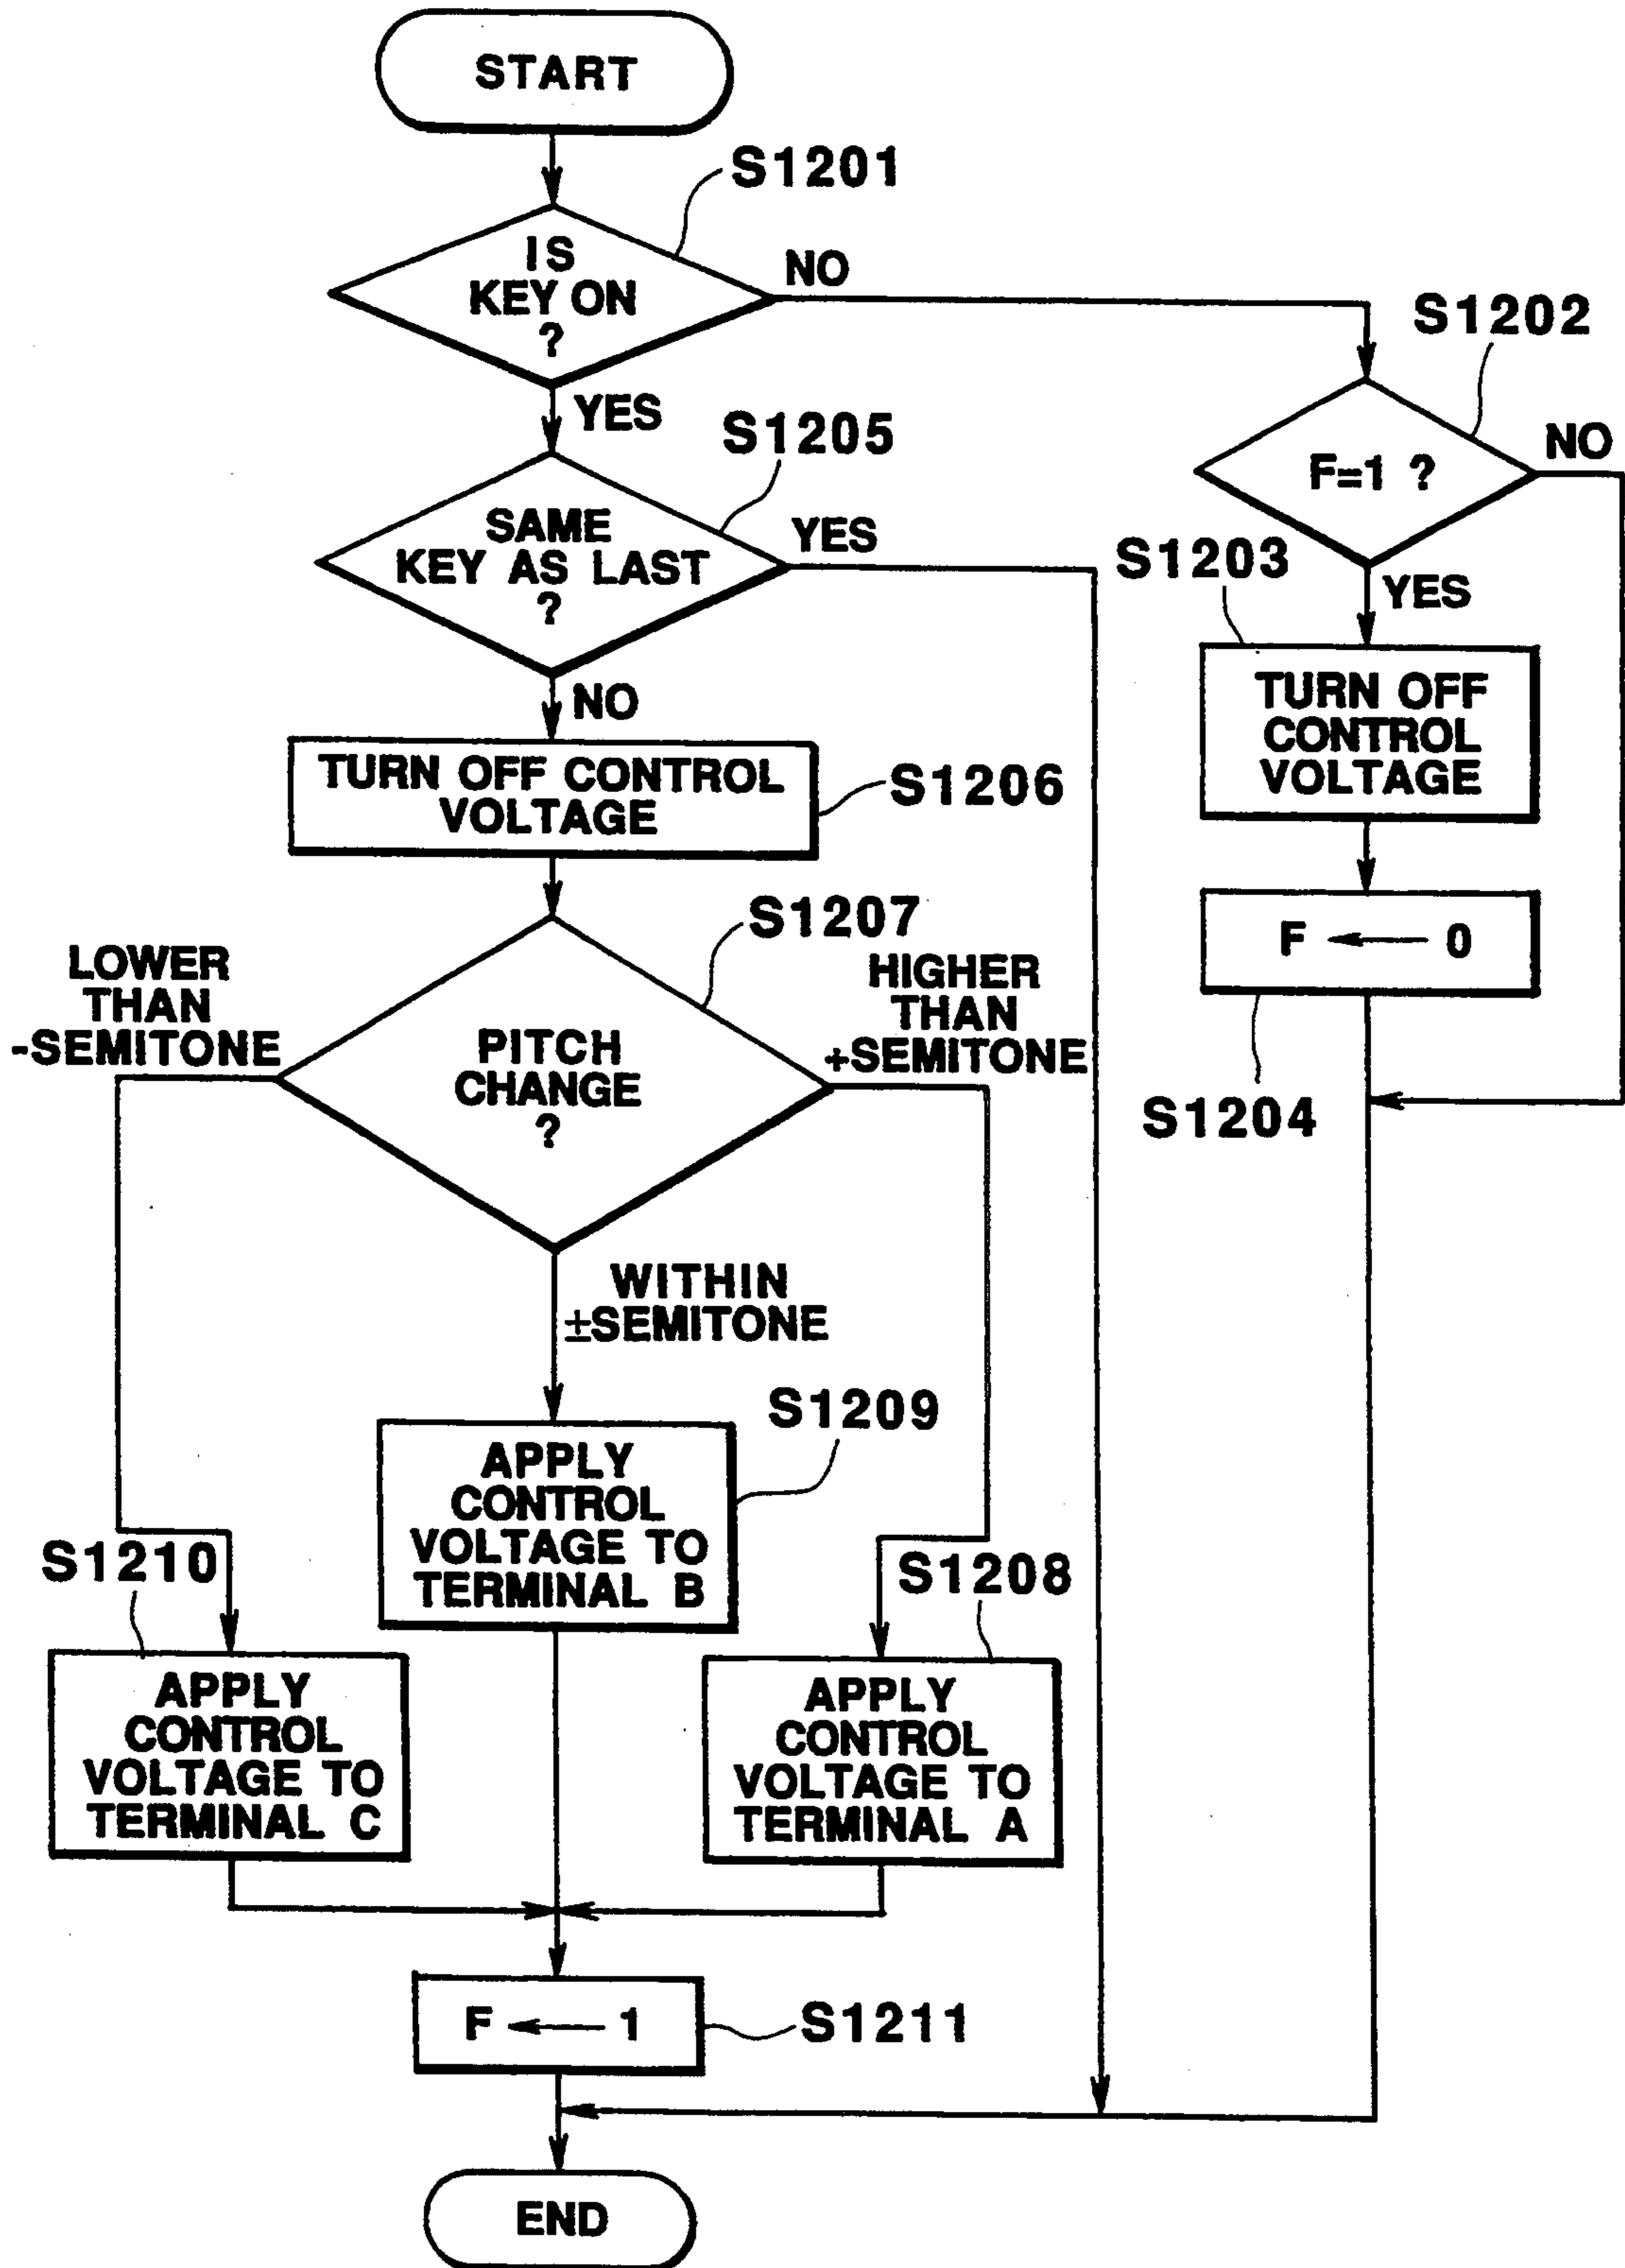 START
S1201
IS
KEY ON
?
NO
YES
S1202
F=1 ?
NO
YES
S1205
SAME
KEY AS LAST
?
YES
NO
S1203
TURN OFF
CONTROL
VOLTAGE
TURN OFF CONTROL
VOLTAGE
S1206
F ← 0
S1204
S1207
LOWER
THAN
-SEMITONE
PITCH
CHANGE
?
HIGHER
THAN
+SEMITONE
WITHIN
±SEMITONE
S1209
APPLY
CONTROL
VOLTAGE TO
TERMINAL B
S1210
APPLY
CONTROL
VOLTAGE TO
TERMINAL C
S1208
APPLY
CONTROL
VOLTAGE TO
TERMINAL A
F ← 1
S1211
END